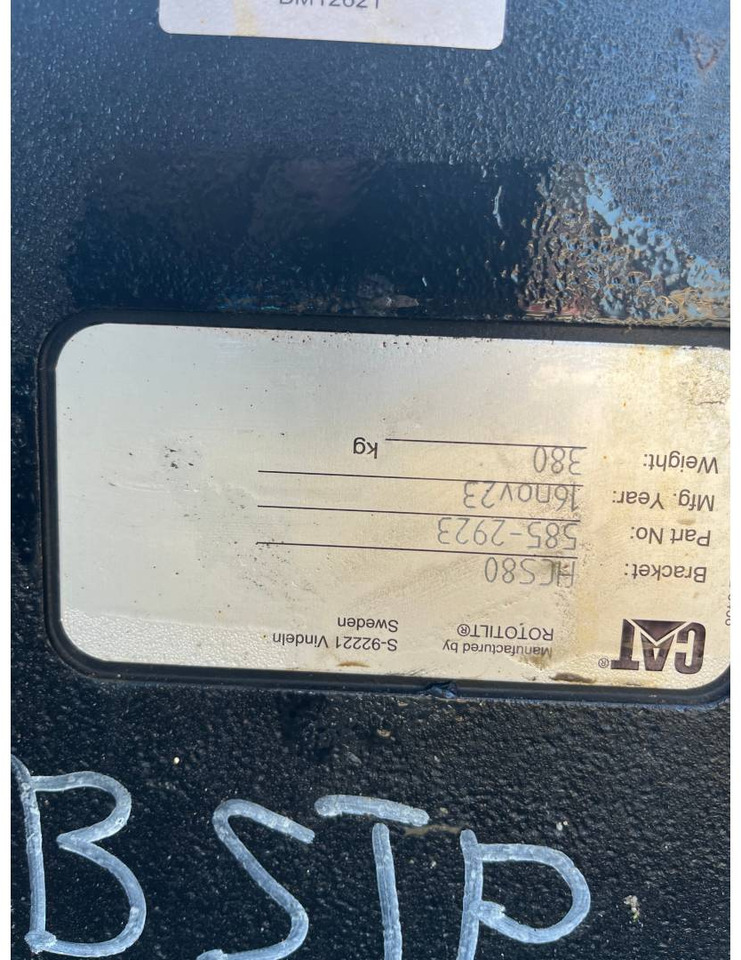 CAT®
Manufactured by
ROTOTILT®
S-92221 Vindeln
Sweden
Bracket: HCS80
Part No: 585-2923
Mfg. Year: 16nov23
Weight: 380 kg
BSTP